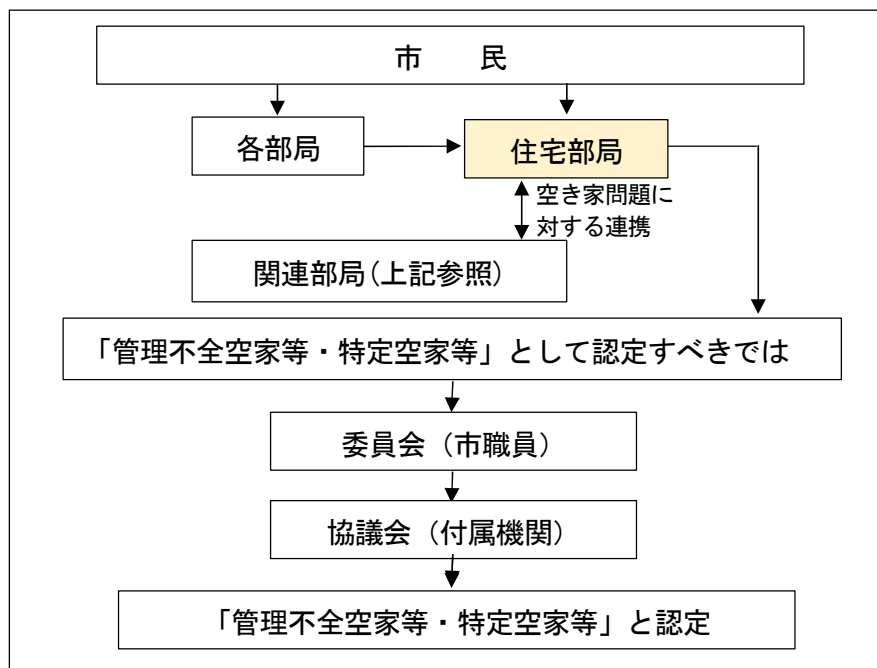 市　　民
各部局
住宅部局
空き家問題に
対する連携
関連部局(上記参照)
「管理不全空家等・特定空家等」として認定すべきでは
委員会（市職員）
協議会（付属機関）
「管理不全空家等・特定空家等」と認定